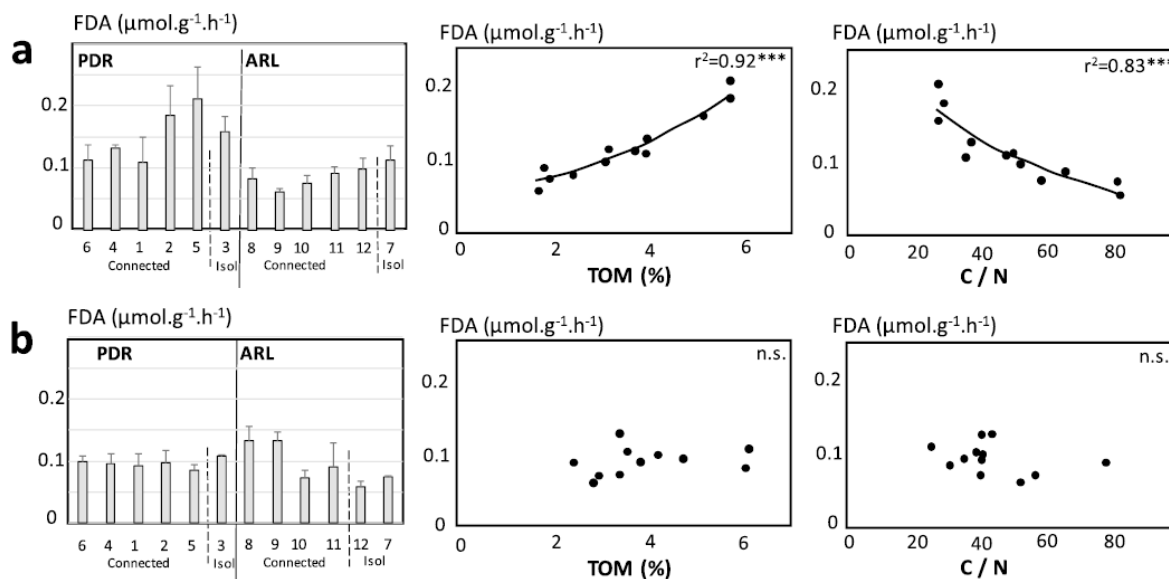 a
FDA (µmol.g⁻¹.h⁻¹)
PDR
ARL
0.2
0.1
0
6 4 1 2 5 3 8 9 10 11 12 7
Connected Isol Connected Isol
FDA (µmol.g⁻¹.h⁻¹)
r²=0.92***
0.2
0.1
0
0 2 4 6
TOM (%)
FDA (µmol.g⁻¹.h⁻¹)
r²=0.83***
0.2
0.1
0
0 20 40 60 80
C / N
b
FDA (µmol.g⁻¹.h⁻¹)
PDR
ARL
0.2
0.1
0
6 4 1 2 5 3 8 9 10 11 12 7
Connected Isol Connected Isol
FDA (µmol.g⁻¹.h⁻¹)
n.s.
0.2
0.1
0
0 2 4 6
TOM (%)
FDA (µmol.g⁻¹.h⁻¹)
n.s.
0.2
0.1
0
0 20 40 60 80
C / N